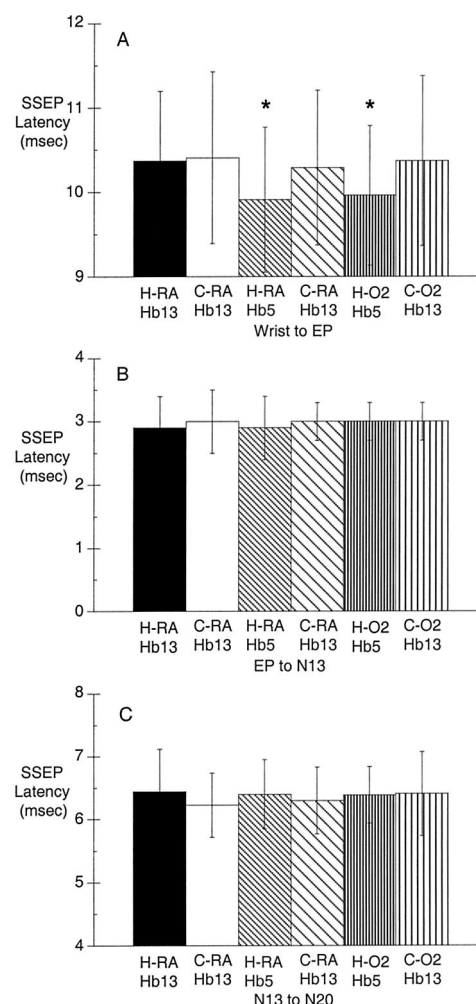 A
12
11
10
9
SSEP
Latency
(msec)
*
*
H-RA C-RA H-RA C-RA H-O2 C-O2
Hb13 Hb13 Hb5 Hb13 Hb5 Hb13
Wrist to EP
B
4
3
2
1
0
SSEP
Latency
(msec)
H-RA C-RA H-RA C-RA H-O2 C-O2
Hb13 Hb13 Hb5 Hb13 Hb5 Hb13
EP to N13
C
8
7
6
5
4
SSEP
Latency
(msec)
H-RA C-RA H-RA C-RA H-O2 C-O2
Hb13 Hb13 Hb5 Hb13 Hb5 Hb13
N13 to N20